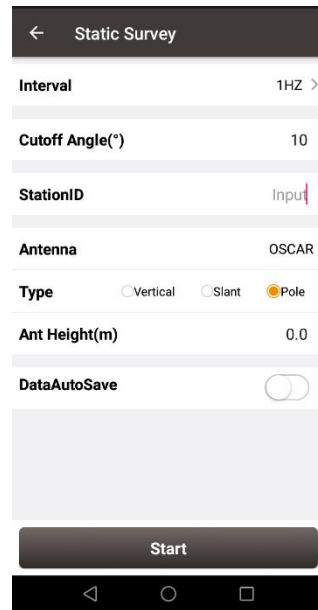 Static Survey
Interval 1HZ
Cutoff Angle(°) 10
StationID Input
Antenna OSCAR
Type Vertical Slant Pole
Ant Height(m) 0.0
DataAutoSave
Start